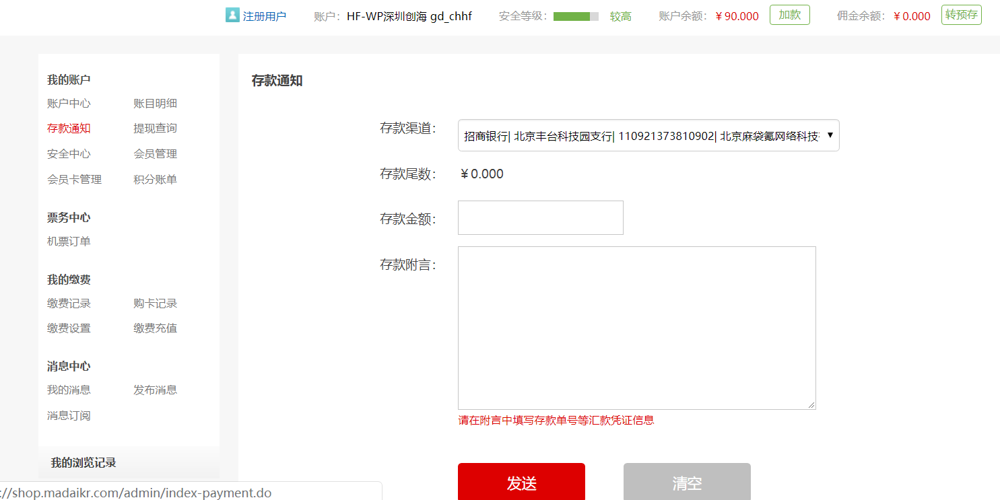 注册用户 账户：HF-WP深圳创海 gd_chhf 安全等级： 较高 账户余额：￥90.000 加款 佣金余额：￥0.000 转预存
我的账户
账户中心 账目明细
存款通知 提现查询
安全中心 会员管理
会员卡管理 积分账单
票务中心
机票订单
我的缴费
缴费记录 购卡记录
缴费设置 缴费充值
消息中心
我的消息 发布消息
消息订阅
我的浏览记录
存款通知
存款渠道： 招商银行| 北京丰台科技园支行| 110921373810902| 北京麻袋氪网络科技
存款尾数：￥0.000
存款金额：
存款附言：
请在附言中填写存款单号等汇款凭证信息
发送 清空
://shop.madaikr.com/admin/index-payment.do